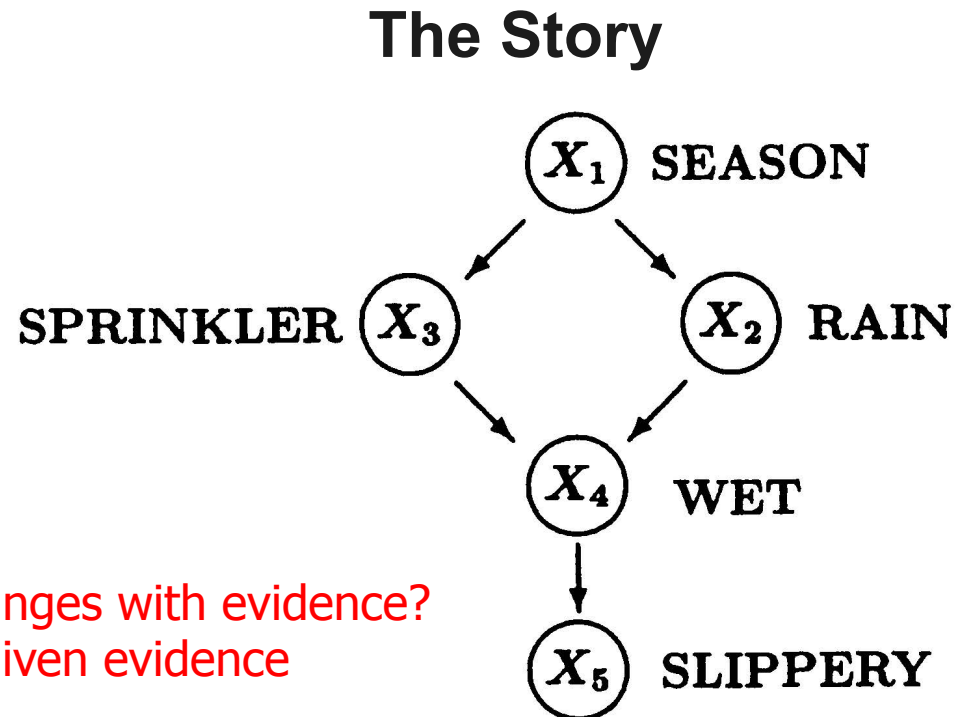 The Story
X1 SEASON
SPRINKLER X3
X2 RAIN
X4 WET
nges with evidence?
iven evidence
X5 SLIPPERY